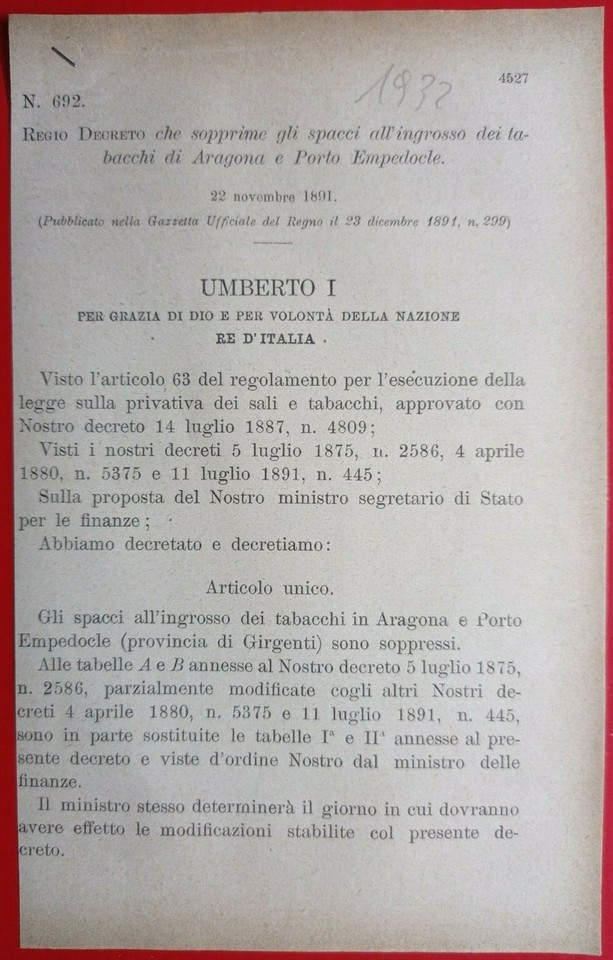 1932
4527
N. 692.
REGIO DECRETO che sopprime gli spacci all'ingrosso dei ta-
bacchi di Aragona e Porto Empedocle.
22 novembre 1891.
(Pubblicato nella Gazzetta Ufficiale del Regno il 23 dicembre 1891, n. 299)
UMBERTO I
PER GRAZIA DI DIO E PER VOLONTÀ DELLA NAZIONE
RE D'ITALIA
Visto l'articolo 63 del regolamento per l'esecuzione della
legge sulla privativa dei sali e tabacchi, approvato con
Nostro decreto 14 luglio 1887, n. 4809;
Visti i nostri decreti 5 luglio 1875, n. 2586, 4 aprile
1880, n. 5375 e 11 luglio 1891, n. 445;
Sulla proposta del Nostro ministro segretario di Stato
per le finanze;
Abbiamo decretato e decretiamo:
Articolo unico.
Gli spacci all'ingrosso dei tabacchi in Aragona e Porto
Empedocle (provincia di Girgenti) sono soppressi.
Alle tabelle A e B annesse al Nostro decreto 5 luglio 1875,
n. 2586, parzialmente modificate cogli altri Nostri de-
creti 4 aprile 1880, n. 5375 e 11 luglio 1891, n. 445,
sono in parte sostituite le tabelle Iª e IIª annesse al pre-
sente decreto e viste d'ordine Nostro dal ministro delle
finanze.
Il ministro stesso determinerà il giorno in cui dovranno
avere effetto le modificazioni stabilite col presente de-
creto.